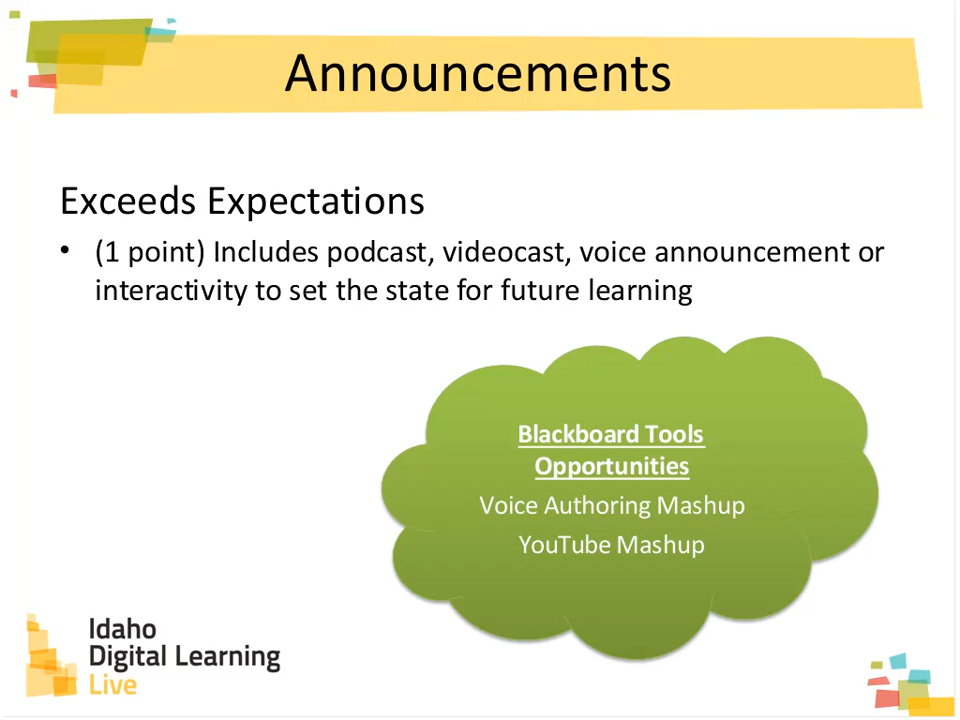 Announcements
Exceeds Expectations
• (1 point) Includes podcast, videocast, voice announcement or
interactivity to set the state for future learning
Blackboard Tools
Opportunities
Voice Authoring Mashup
YouTube Mashup
Idaho
Digital Learning
Live